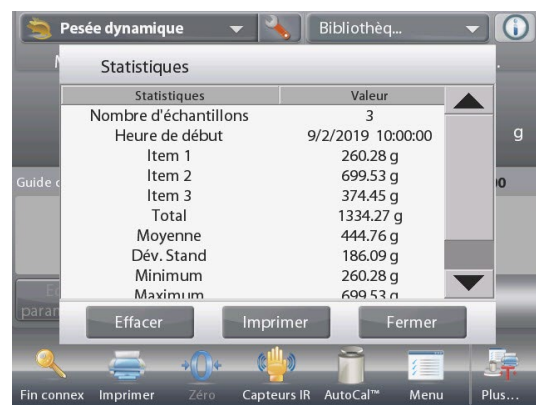 Pesée dynamique
Bibliothèq...
Statistiques
Statistiques Valeur
Nombre d'échantillons 3
Heure de début 9/2/2019 10:00:00
Item 1 260.28 g
Item 2 699.53 g
Item 3 374.45 g
Total 1334.27 g
Moyenne 444.76 g
Dév. Stand 186.09 g
Minimum 260.28 g
Maximum 699.53 g
g
Guide
Effacer Imprimer Fermer
Fin connex Imprimer Zéro Capteurs IR AutoCal™ Menu Plus...